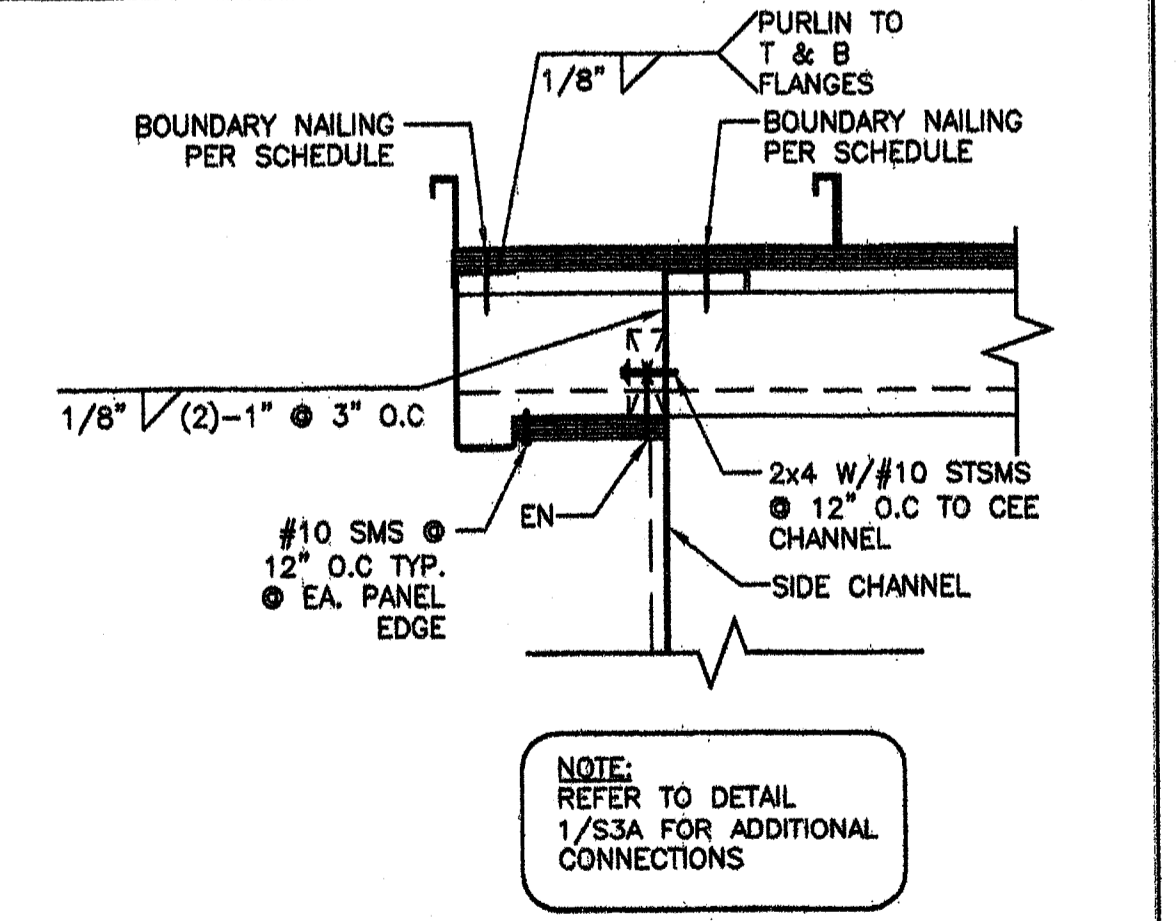 PURLIN TO
T & B
FLANGES
1/8"
BOUNDARY NAILING
PER SCHEDULE
BOUNDARY NAILING
PER SCHEDULE
1/8" (2)-1" @ 3" O.C
2x4 W/#10 STSMS
@ 12" O.C TO CEE
CHANNEL
EN
#10 SMS @
12" O.C TYP.
@ EA. PANEL
EDGE
SIDE CHANNEL
NOTE:
REFER TO DETAIL
1/S3A FOR ADDITIONAL
CONNECTIONS